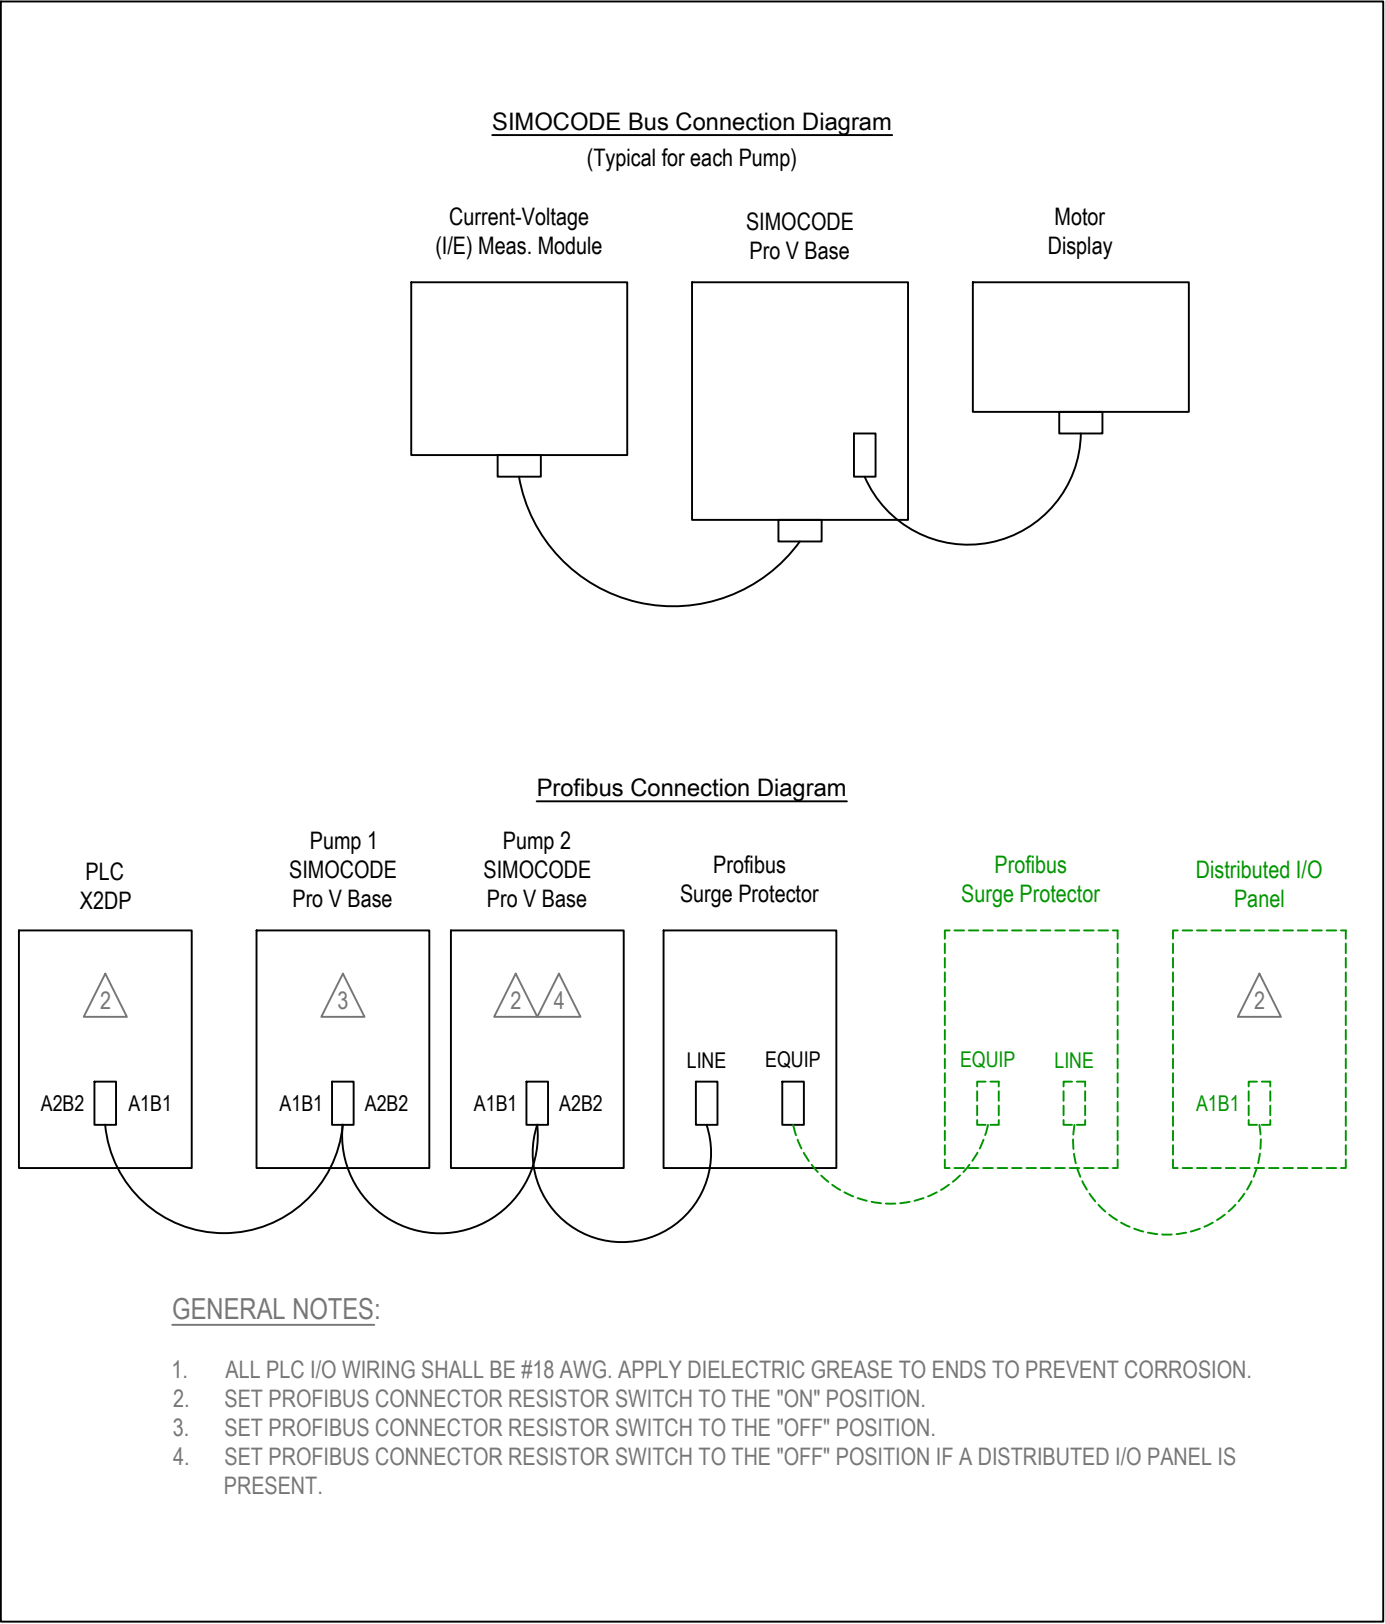 SIMOCODE Bus Connection Diagram
(Typical for each Pump)
Current-Voltage
(I/E) Meas. Module
SIMOCODE
Pro V Base
Motor
Display
Profibus Connection Diagram
PLC
X2DP
Pump 1
SIMOCODE
Pro V Base
Pump 2
SIMOCODE
Pro V Base
Profibus
Surge Protector
Profibus
Surge Protector
Distributed I/O
Panel
2
3
2
4
2
LINE
EQUIP
EQUIP
LINE
A2B2
A1B1
A1B1
A2B2
A1B1
A2B2
A1B1
GENERAL NOTES:
1. ALL PLC I/O WIRING SHALL BE #18 AWG. APPLY DIELECTRIC GREASE TO ENDS TO PREVENT CORROSION.
2. SET PROFIBUS CONNECTOR RESISTOR SWITCH TO THE "ON" POSITION.
3. SET PROFIBUS CONNECTOR RESISTOR SWITCH TO THE "OFF" POSITION.
4. SET PROFIBUS CONNECTOR RESISTOR SWITCH TO THE "OFF" POSITION IF A DISTRIBUTED I/O PANEL IS
PRESENT.